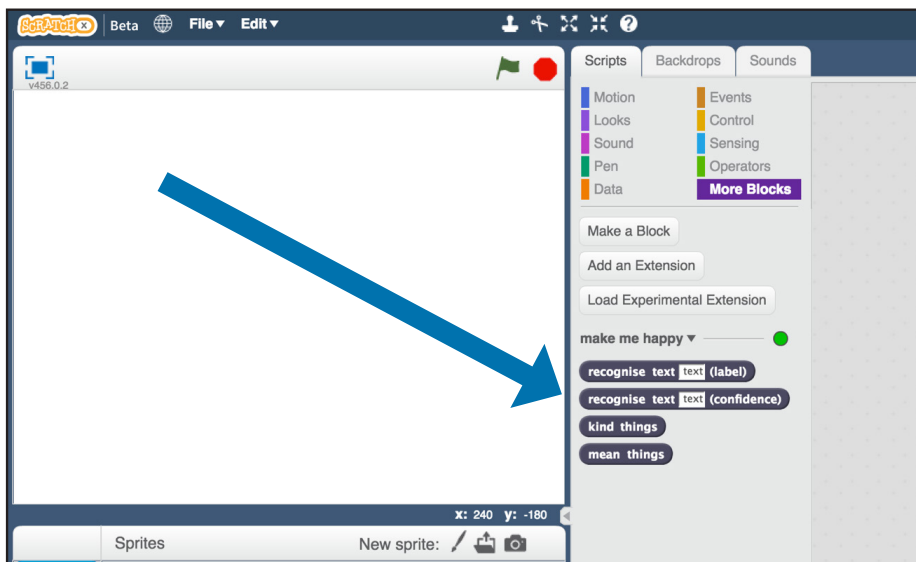 SCRATCHX Beta File▼ Edit▼
v456.0.2
Scripts Backdrops Sounds
Motion Events
Looks Control
Sound Sensing
Pen Operators
Data More Blocks
Make a Block
Add an Extension
Load Experimental Extension
make me happy ▼
recognise text text (label)
recognise text text (confidence)
kind things
mean things
x: 240 y: -180
Sprites New sprite: